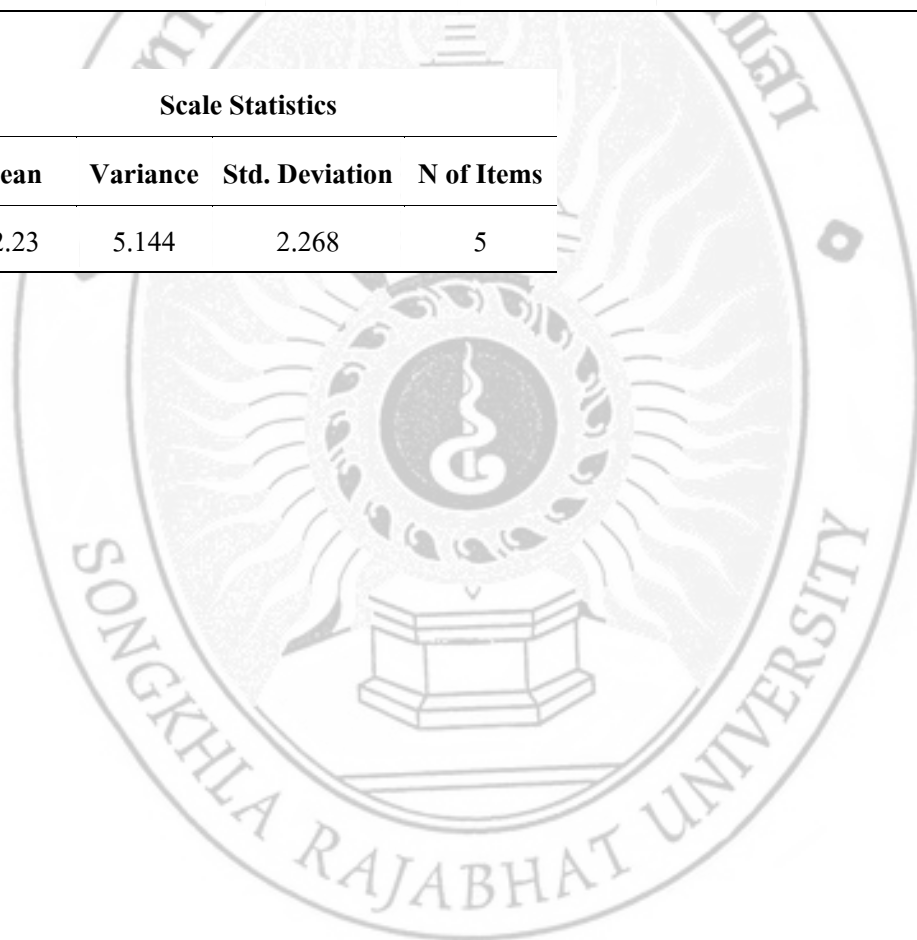 Scale Statistics
ean Variance Std. Deviation N of Items
2.23 5.144 2.268 5
SONGKHLA RAJABHAT UNIVERSITY